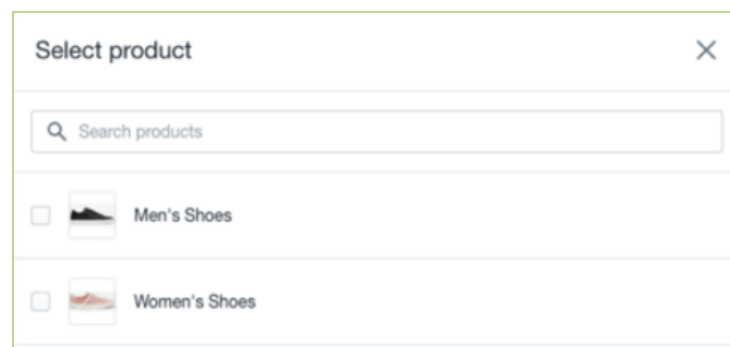 Select product
Search products
Men's Shoes
Women's Shoes